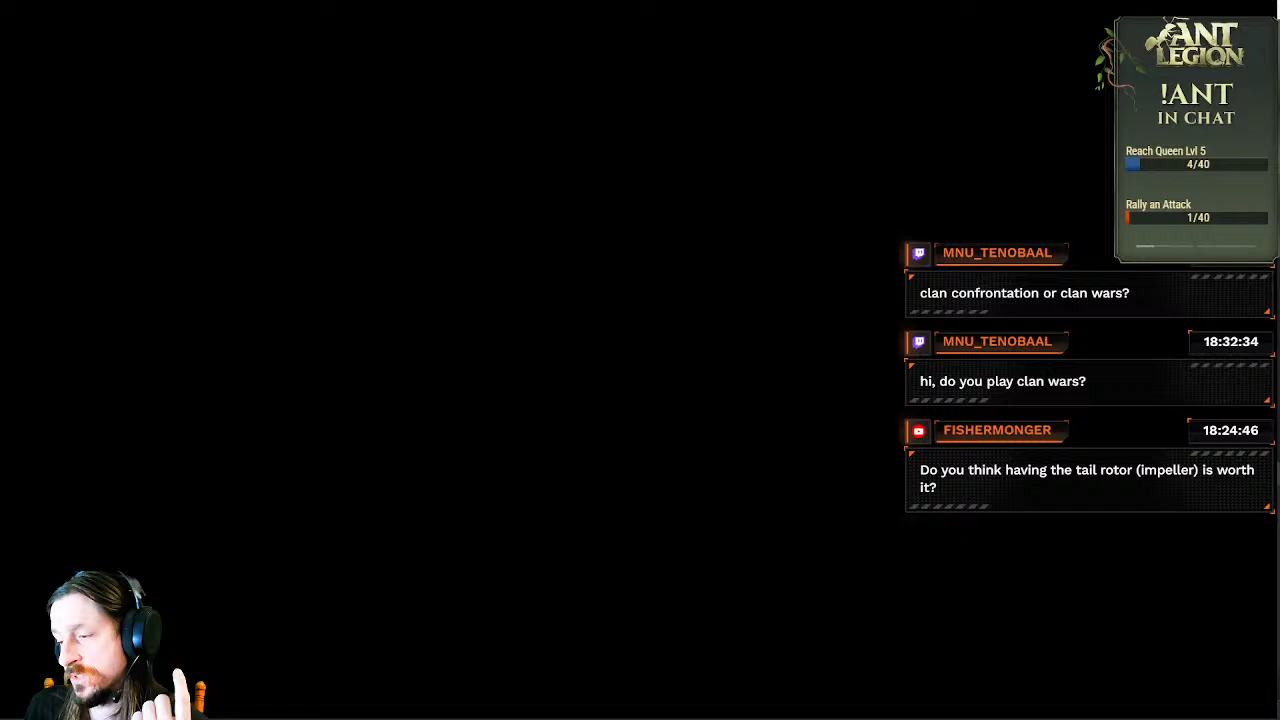 ANT
LEGION
!ANT
IN CHAT
Reach Queen Lvl 5
4/40
Rally an Attack
1/40
MNU_TENOBAAL
clan confrontation or clan wars?
MNU_TENOBAAL
18:32:34
hi, do you play clan wars?
FISHERMONGER
18:24:46
Do you think having the tail rotor (impeller) is worth
it?